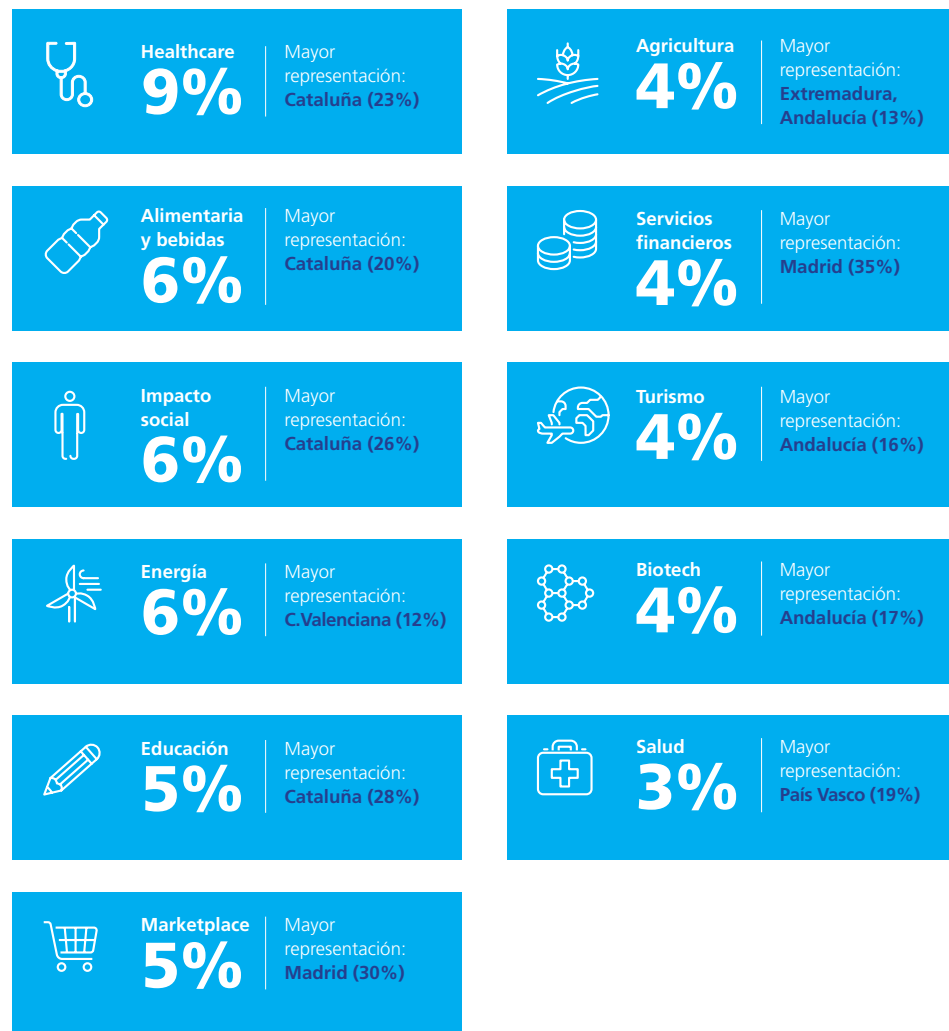 Healthcare
9%
Mayor
representación:
Cataluña (23%)
Alimentaria
y bebidas
6%
Mayor
representación:
Cataluña (20%)
Impacto
social
6%
Mayor
representación:
Cataluña (26%)
Energía
6%
Mayor
representación:
C.Valenciana (12%)
Educación
5%
Mayor
representación:
Cataluña (28%)
Marketplace
5%
Mayor
representación:
Madrid (30%)
Agricultura
4%
Mayor
representación:
Extremadura,
Andalucía (13%)
Servicios
financieros
4%
Mayor
representación:
Madrid (35%)
Turismo
4%
Mayor
representación:
Andalucía (16%)
Biotech
4%
Mayor
representación:
Andalucía (17%)
Salud
3%
Mayor
representación:
País Vasco (19%)